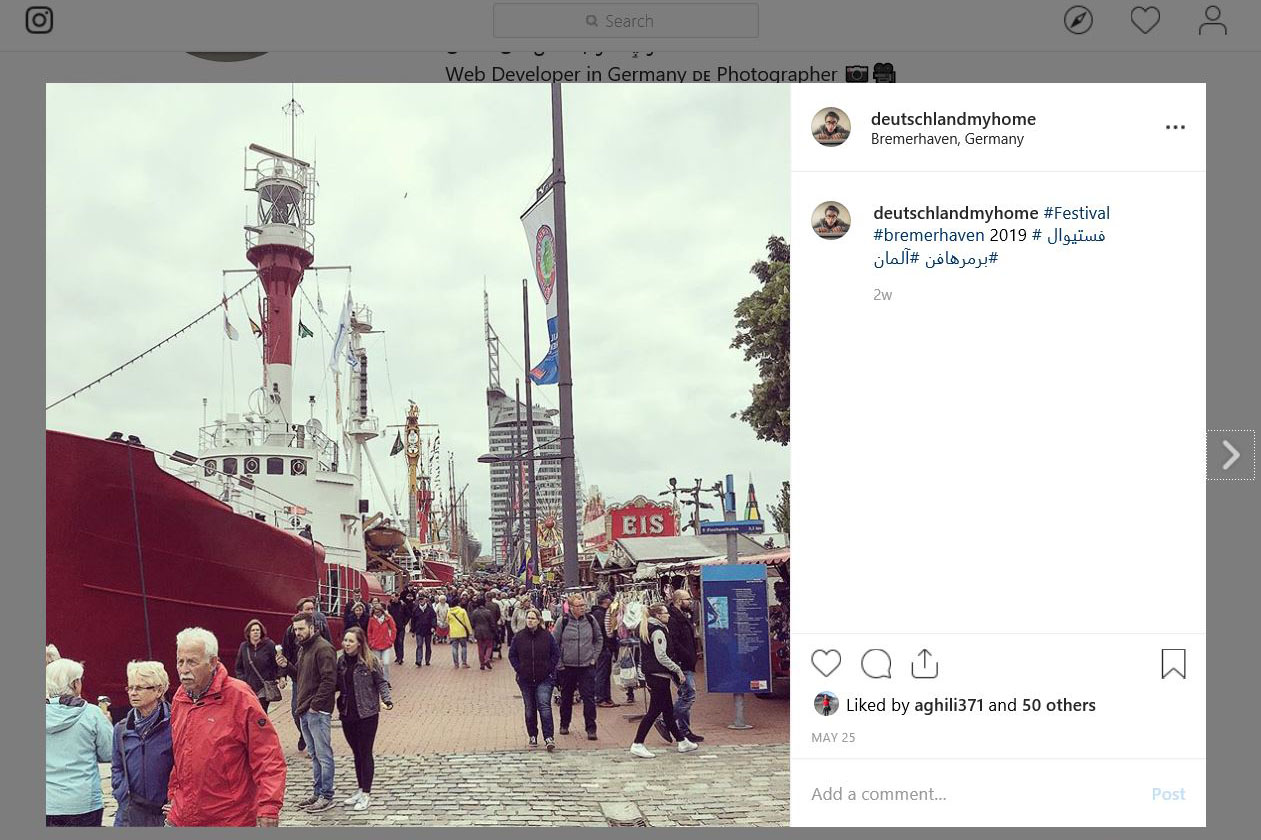 Search
Web Developer in Germany DE Photographer
deutschlandmyhome
Bremerhaven, Germany
deutschlandmyhome #Festival
#bremerhaven 2019 # فستیوال
#برمرهافن #آلمان
2w
EIS
Liked by aghili371 and 50 others
MAY 25
Add a comment...
Post